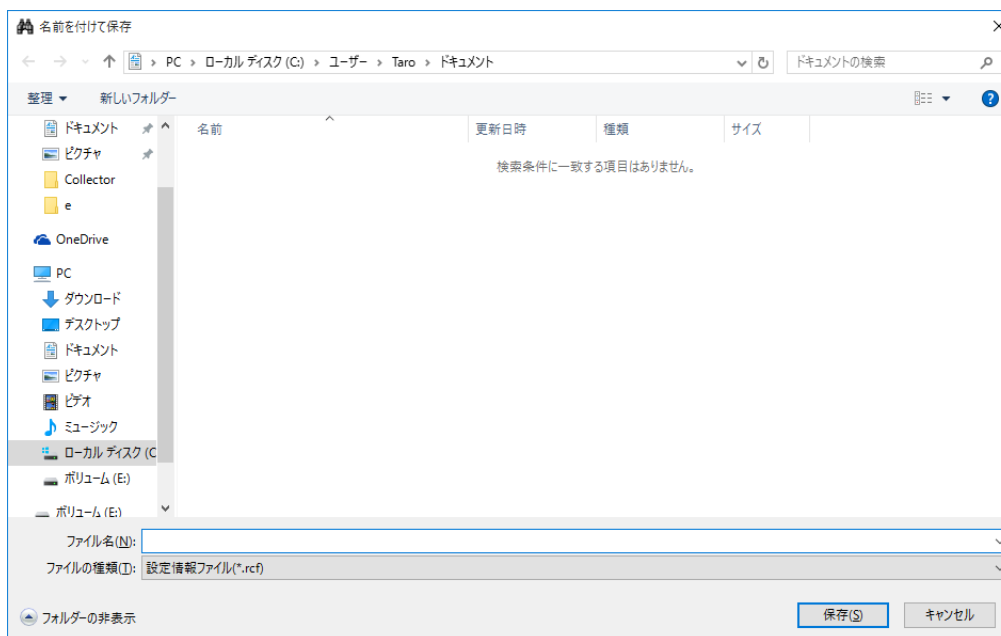 名前を付けて保存
PC › ローカル ディスク (C:) › ユーザー › Taro › ドキュメント
ドキュメントの検索
整理
新しいフォルダー
名前
更新日時
種類
サイズ
検索条件に一致する項目はありません。
ドキュメント
ピクチャ
Collector
e
OneDrive
PC
ダウンロード
デスクトップ
ドキュメント
ピクチャ
ビデオ
ミュージック
ローカル ディスク (C
ボリューム (E:)
ボリューム (E:)
ファイル名(N):
ファイルの種類(T): 設定情報ファイル(*.rcf)
フォルダーの非表示
保存(S)
キャンセル